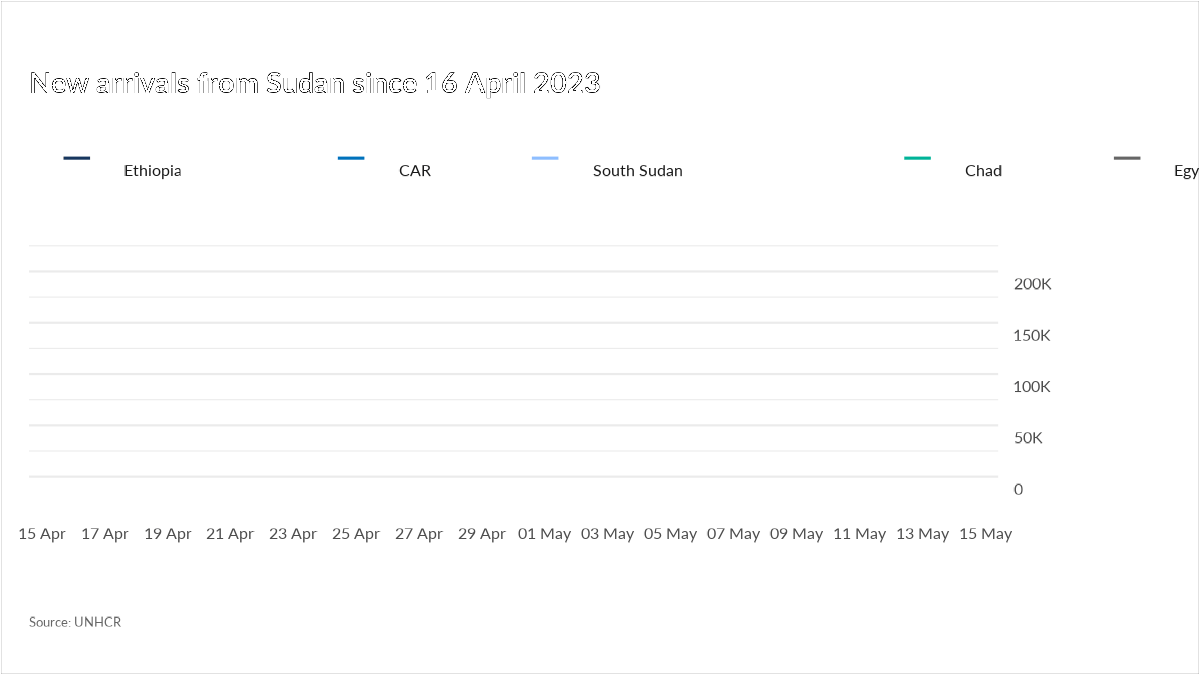 New arrivals from Sudan since 16 April 2023
Ethiopia CAR South Sudan Chad Egy
200K
150K
100K
50K
0
15 Apr 17 Apr 19 Apr 21 Apr 23 Apr 25 Apr 27 Apr 29 Apr 01 May 03 May 05 May 07 May 09 May 11 May 13 May 15 May
Source: UNHCR